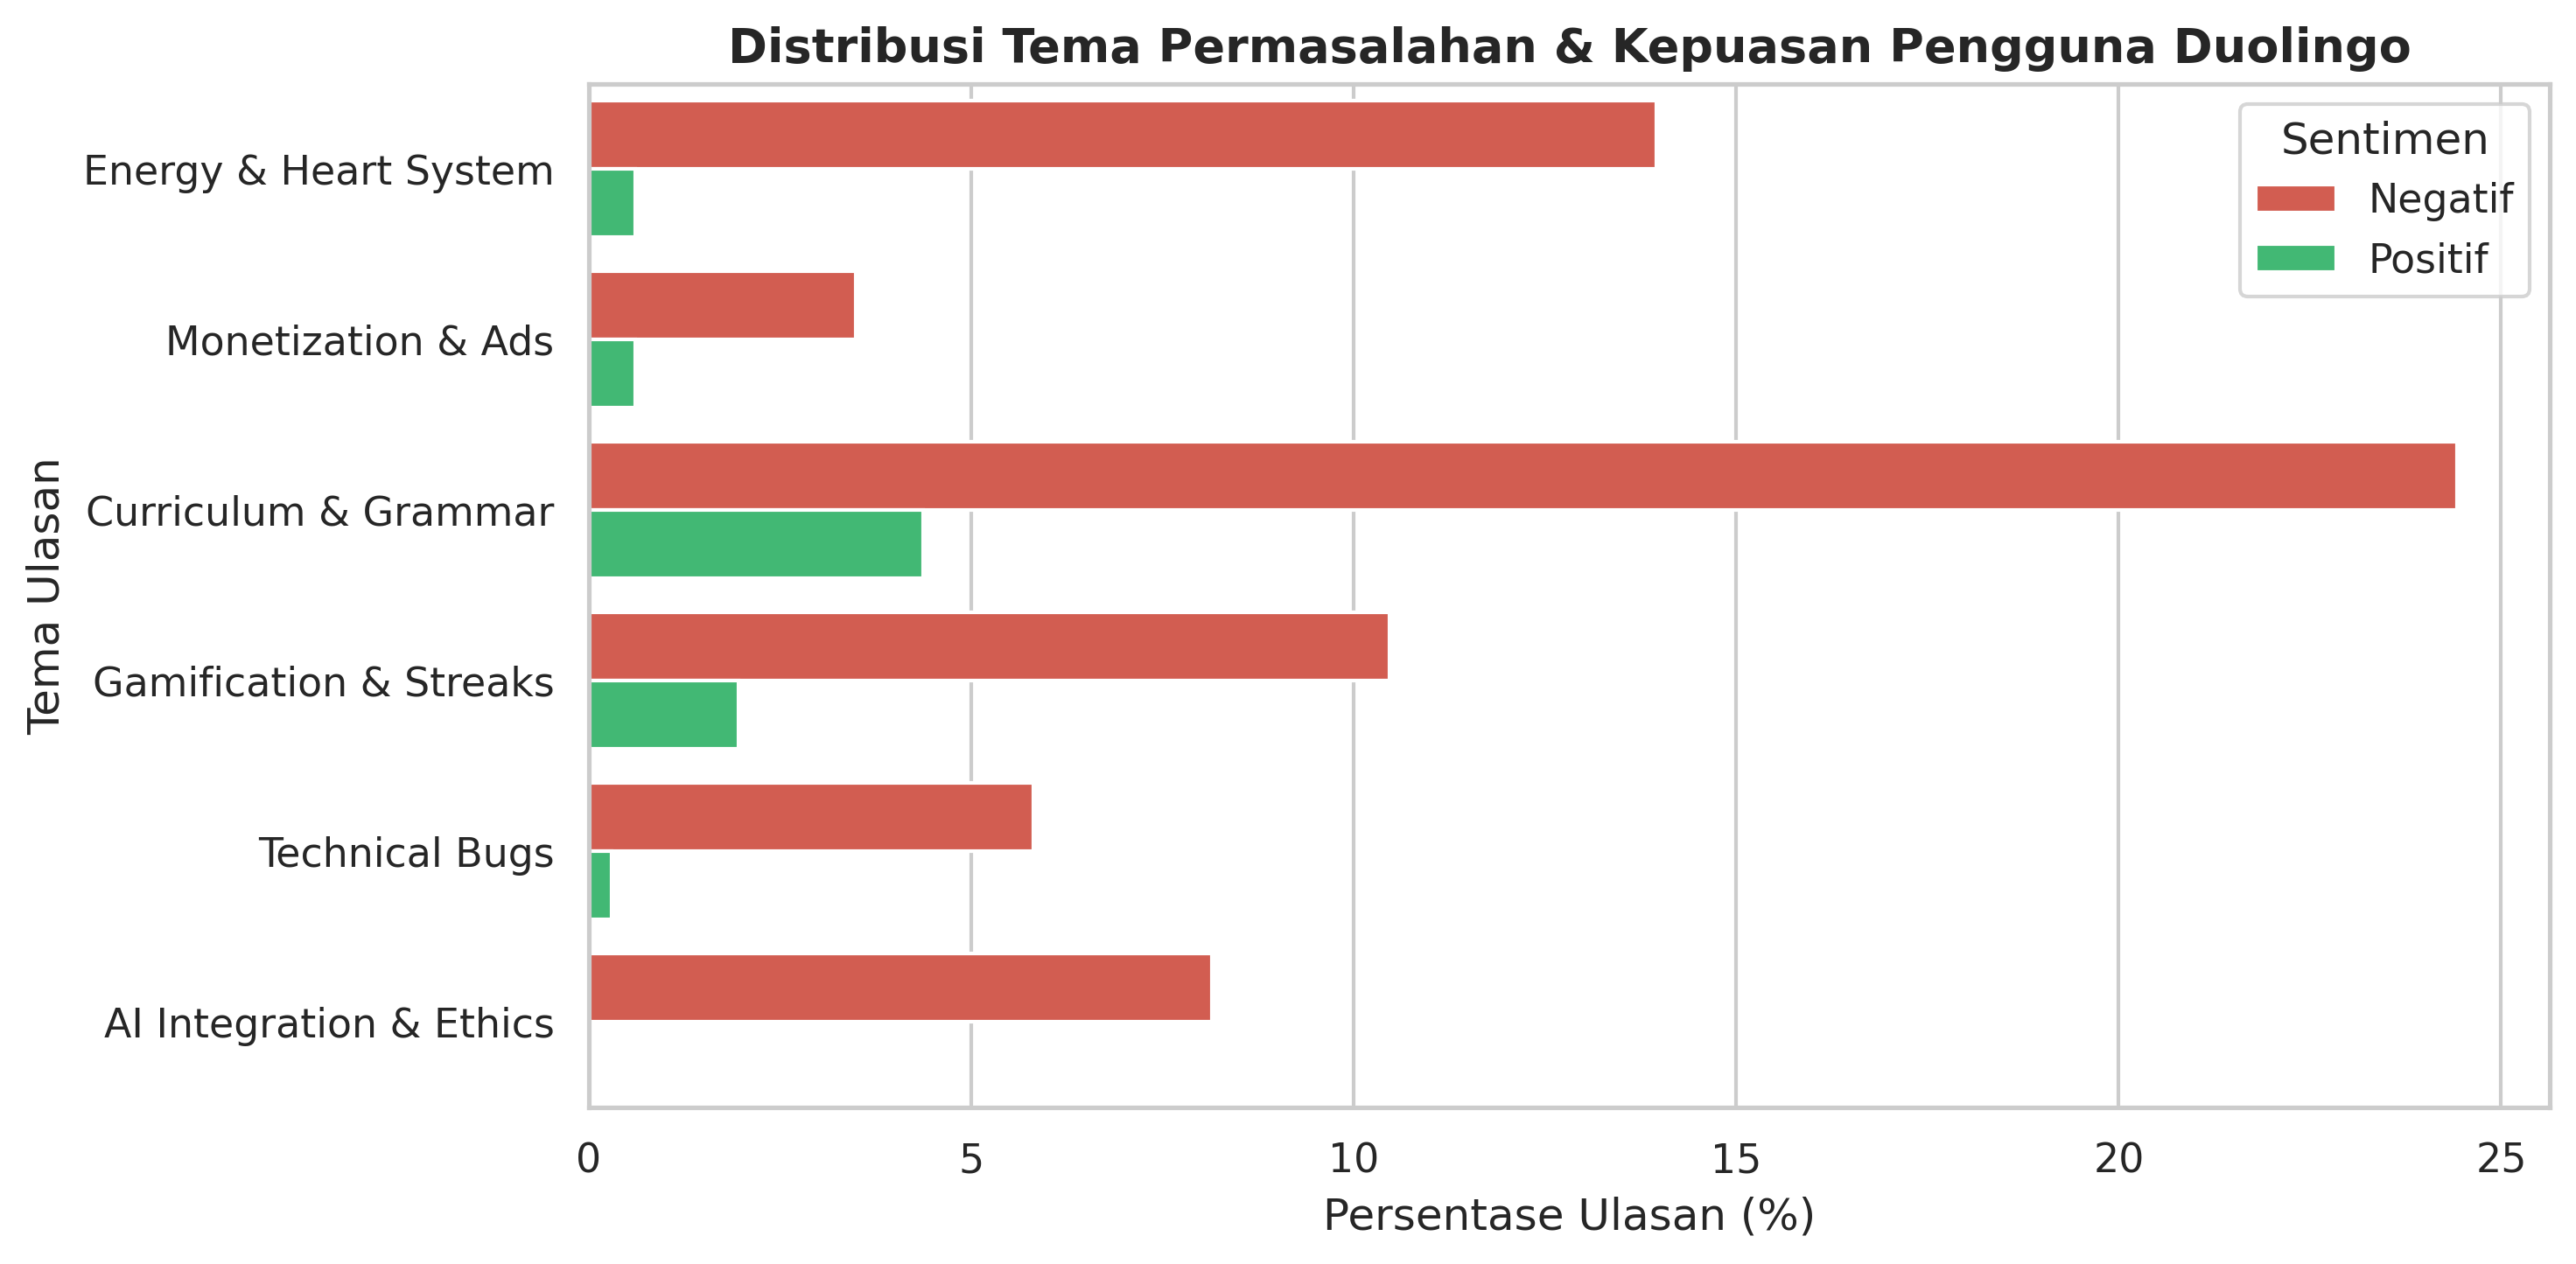 Distribusi Tema Permasalahan & Kepuasan Pengguna Duolingo
Sentimen
Negatif
Positif
Tema Ulasan
Energy & Heart System
Monetization & Ads
Curriculum & Grammar
Gamification & Streaks
Technical Bugs
AI Integration & Ethics
0 5 10 15 20 25
Persentase Ulasan (%)